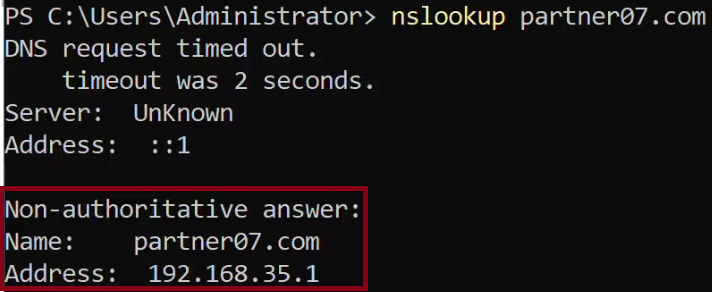 PS C:\Users\Administrator> nslookup partner07.com
DNS request timed out.
    timeout was 2 seconds.
Server:  UnKnown
Address:  ::1

Non-authoritative answer:
Name:    partner07.com
Address:  192.168.35.1